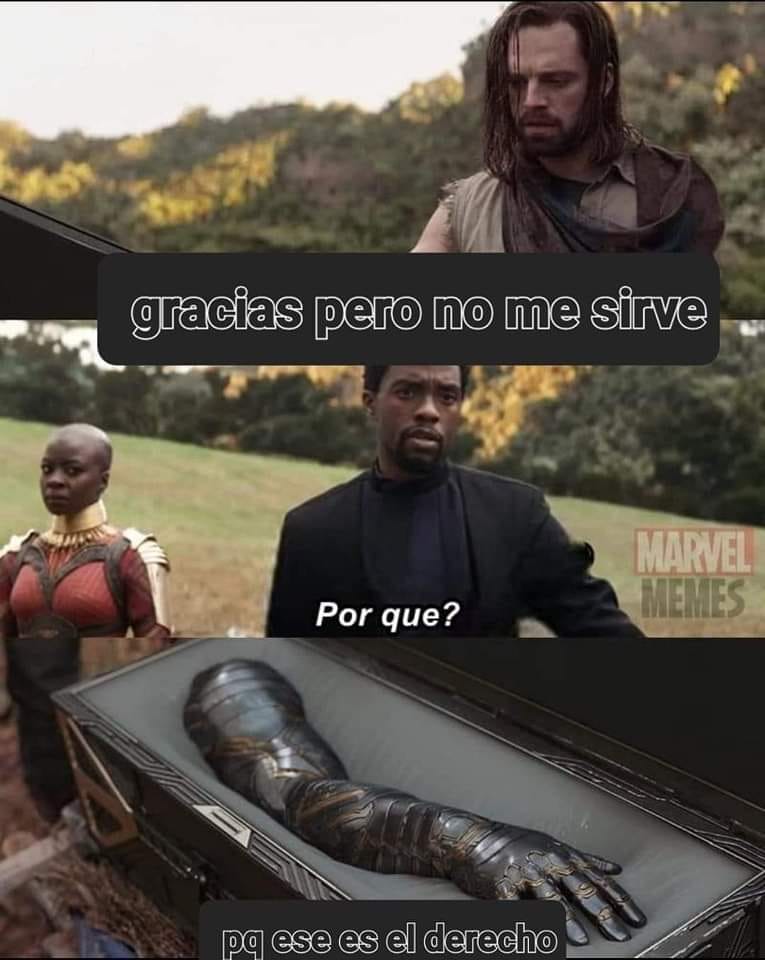 gracias pero no me sirve
MARVEL
MEMES
Por que?
pq ese es el derecho